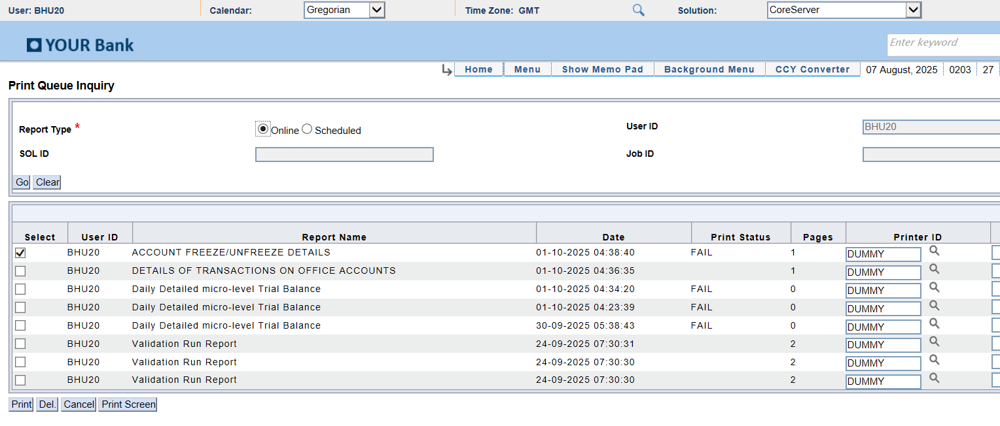 User: BHU20 Calendar: Gregorian Time Zone: GMT Solution: CoreServer
YOUR Bank Enter keyword
Home Menu Show Memo Pad Background Menu CCY Converter 07 August, 2025 0203 27
Print Queue Inquiry
Report Type * Online Scheduled User ID BHU20
SOL ID Job ID
Go Clear
Select User ID Report Name Date Print Status Pages Printer ID
BHU20 ACCOUNT FREEZE/UNFREEZE DETAILS 01-10-2025 04:38:40 FAIL 1 DUMMY
BHU20 DETAILS OF TRANSACTIONS ON OFFICE ACCOUNTS 01-10-2025 04:36:35 1 DUMMY
BHU20 Daily Detailed micro-level Trial Balance 01-10-2025 04:34:20 FAIL 0 DUMMY
BHU20 Daily Detailed micro-level Trial Balance 01-10-2025 04:23:39 FAIL 0 DUMMY
BHU20 Daily Detailed micro-level Trial Balance 30-09-2025 05:38:43 FAIL 0 DUMMY
BHU20 Validation Run Report 24-09-2025 07:30:31 2 DUMMY
BHU20 Validation Run Report 24-09-2025 07:30:30 2 DUMMY
BHU20 Validation Run Report 24-09-2025 07:30:30 2 DUMMY
Print Del. Cancel Print Screen